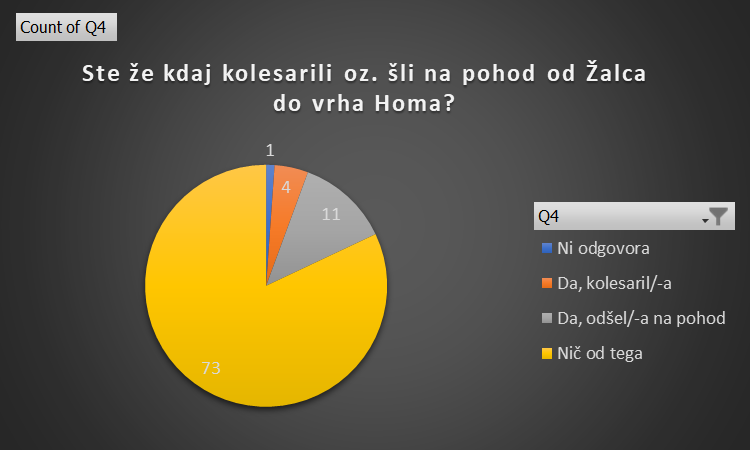 Count of Q4
Ste že kdaj kolesarili oz. šli na pohod od Žalca
do vrha Homa?
1
4
11
73
Q4
Ni odgovora
Da, kolesaril/-a
Da, odšel/-a na pohod
Nič od tega